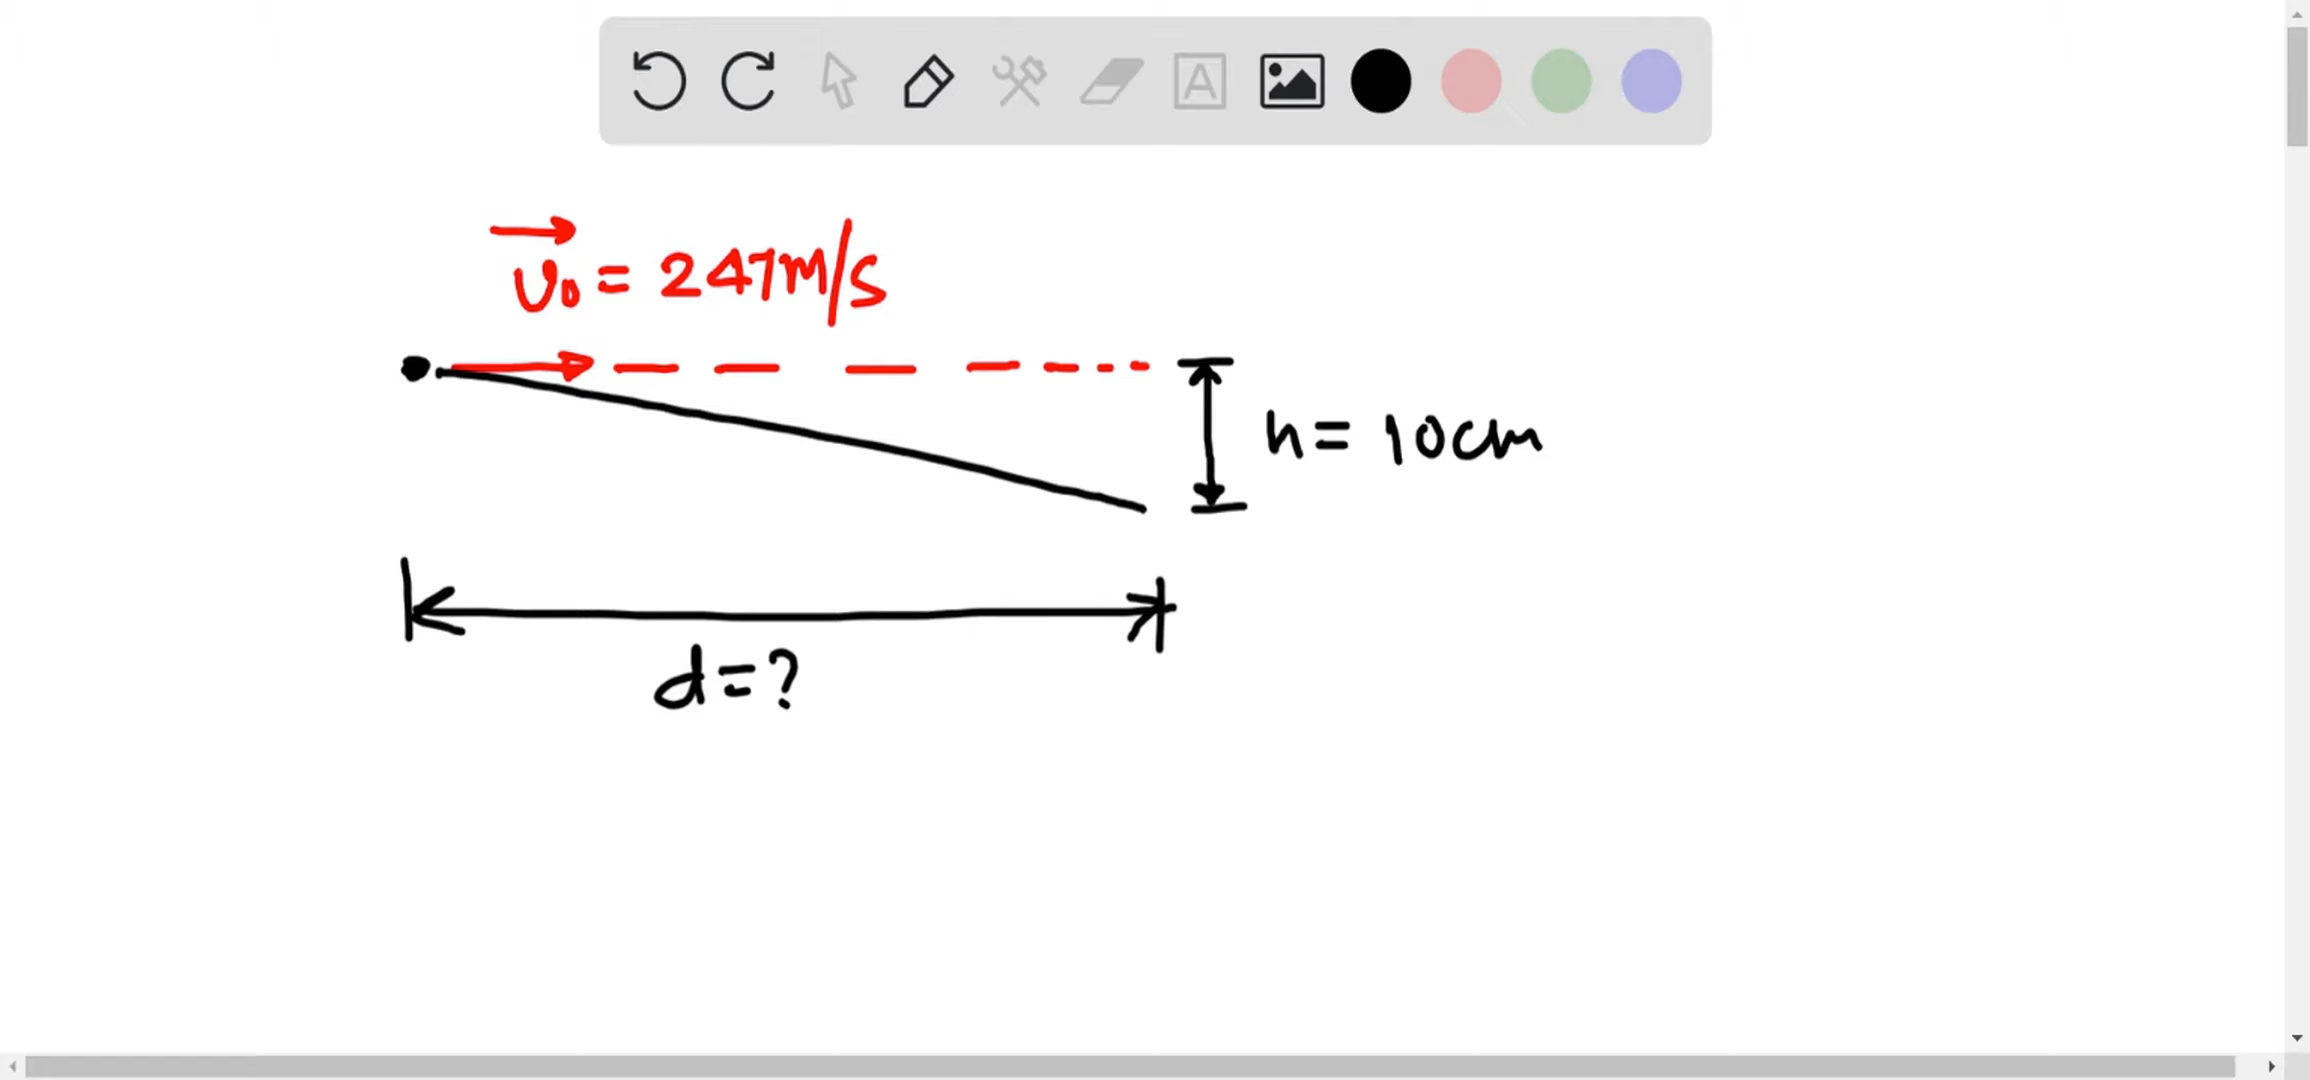 A
v₀ = 247m/s
h= 10cm
d=?